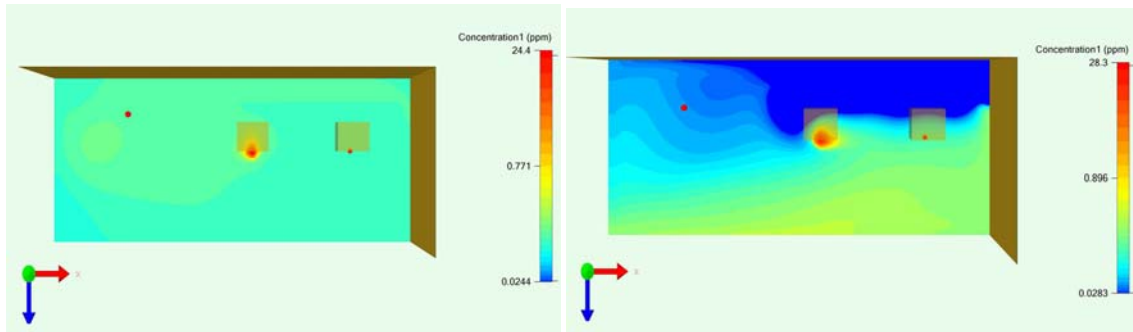 Concentration1 (ppm)
24.4
0.771
0.0244
X
Concentration1 (ppm)
28.3
0.896
0.0283
X